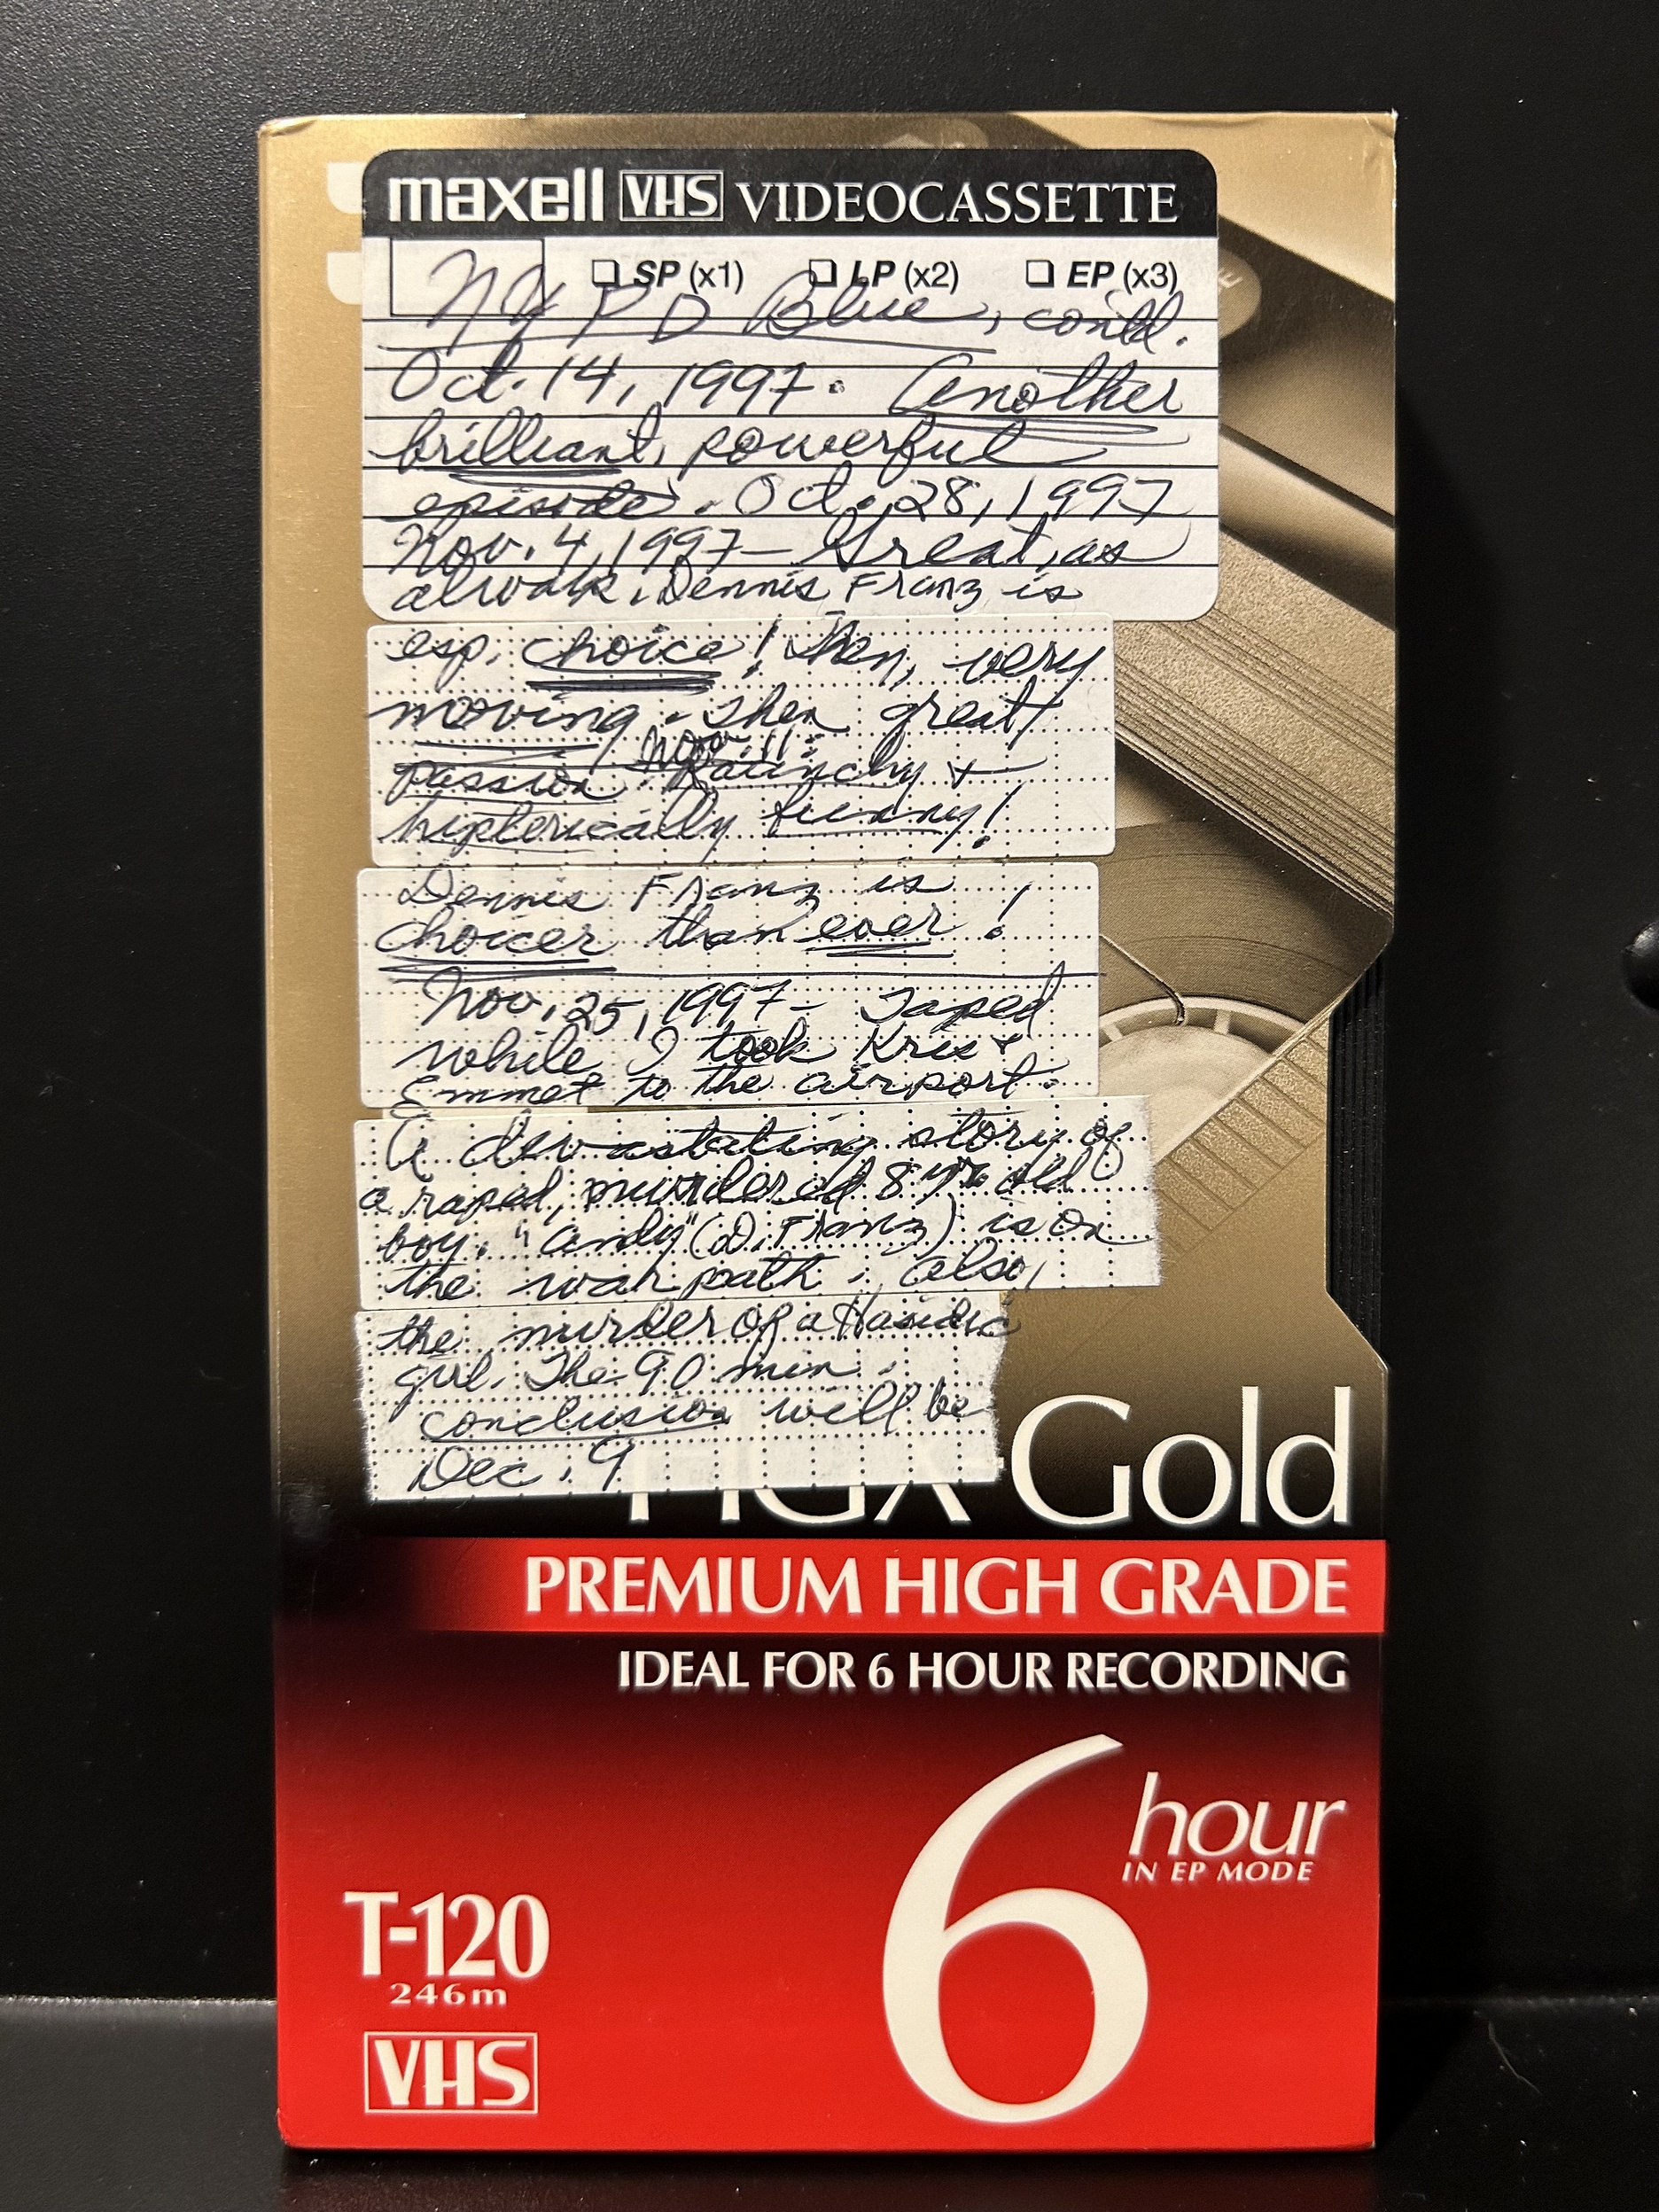 maxell VHS VIDEOCASSETTE
SP (x1) LP (x2) EP (x3)
NYPD Blue, contd.
Oct. 14, 1997. Another
brilliant, powerful
episode. Oct. 28, 1997
Nov. 4, 1997— Great, as
always. Dennis Franz is
esp. choice! Then, very
moving. Then great
passion. Nov. 11: Raunchy +
hysterically funny!
Dennis Franz is
choicer than ever!
Nov. 25, 1997— Taped
while I took Kris +
Emmet to the airport.
A devastating story of
a raped, murdered 8 yr. old
boy. "Andy" (D. Franz) is on
the war path. Also,
the murder of a Hasidic
girl. The 90 min.
conclusion will be
Dec. 9
HGX-Gold
PREMIUM HIGH GRADE
IDEAL FOR 6 HOUR RECORDING
6 hour
IN EP MODE
T-120
246m
VHS